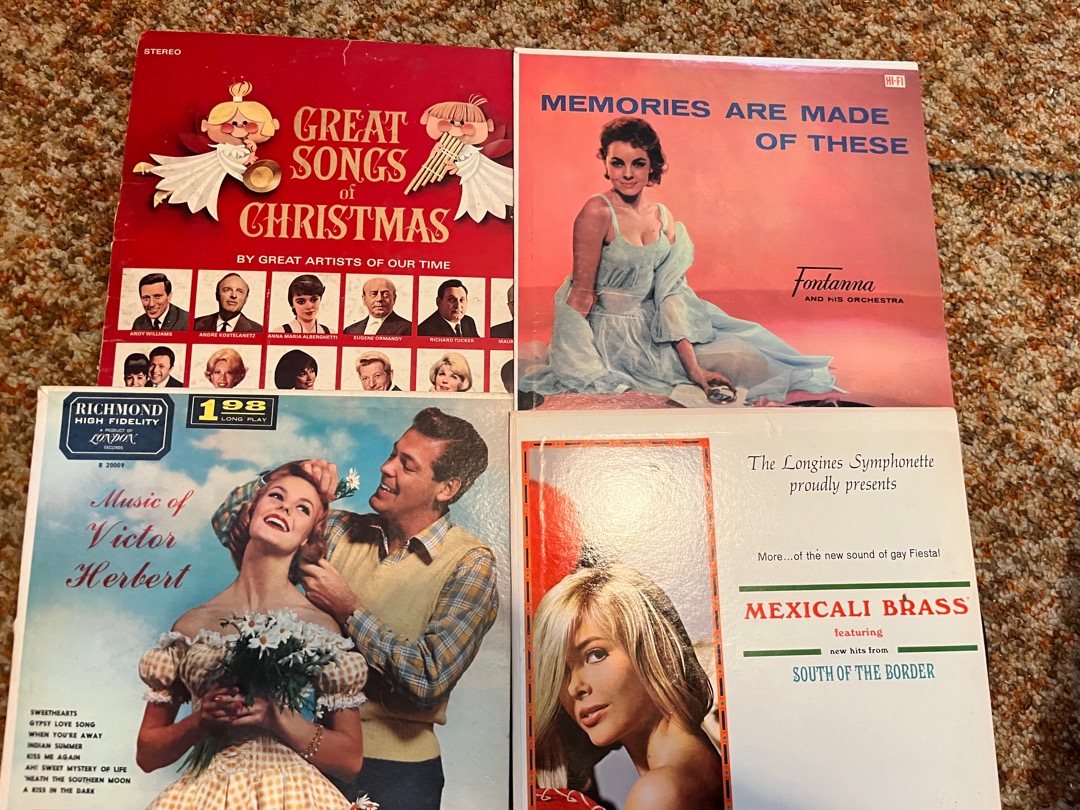 STEREO
GREAT
SONGS
of
CHRISTMAS
BY GREAT ARTISTS OF OUR TIME
ANDY WILLIAMS
ANDRE KOSTELANETZ
ANNA MARIA ALBERGHETTI
EUGENE ORMANDY
RICHARD TUCKER
MAUR
HI-FI
MEMORIES ARE MADE
OF THESE
Fontanna
AND HIS ORCHESTRA
RICHMOND
HIGH FIDELITY
A PRODUCT OF
LONDON
RECORDS
B 20009
1 98
LONG PLAY
Music of
Victor
Herbert
SWEETHEARTS
GYPSY LOVE SONG
WHEN YOU'RE AWAY
INDIAN SUMMER
KISS ME AGAIN
AH! SWEET MYSTERY OF LIFE
'NEATH THE SOUTHERN MOON
A KISS IN THE DARK
The Longines Symphonette
proudly presents
More...of the new sound of gay Fiesta!
MEXICALI BRASS
featuring
new hits from
SOUTH OF THE BORDER